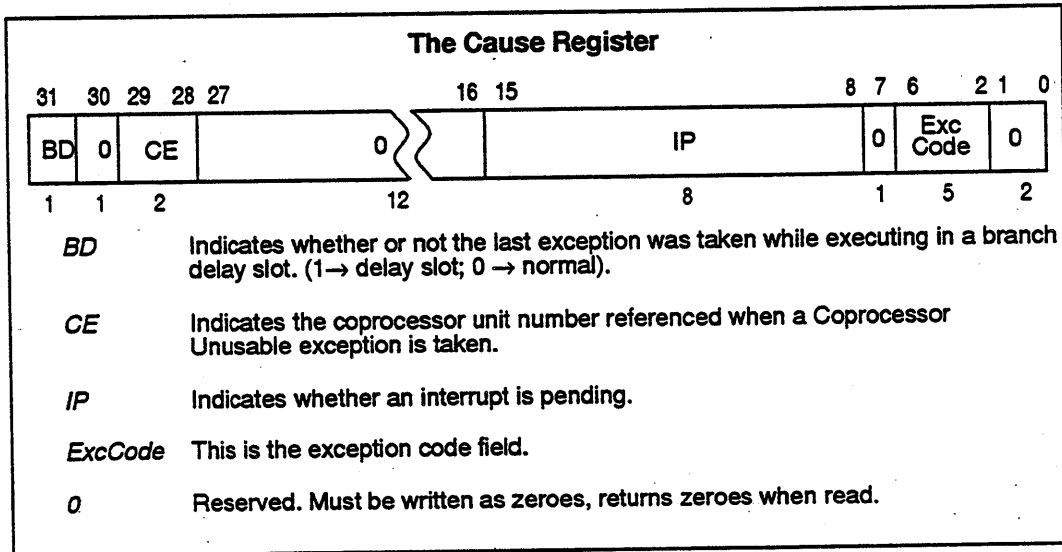 The Cause Register
31 30 29 28 27 16 15 8 7 6 2 1 0
BD 0 CE 0 IP 0 Exc Code 0
1 1 2 12 8 1 5 2
BD Indicates whether or not the last exception was taken while executing in a branch
delay slot. (1→ delay slot; 0 → normal).
CE Indicates the coprocessor unit number referenced when a Coprocessor
Unusable exception is taken.
IP Indicates whether an interrupt is pending.
ExcCode This is the exception code field.
0 Reserved. Must be written as zeroes, returns zeroes when read.